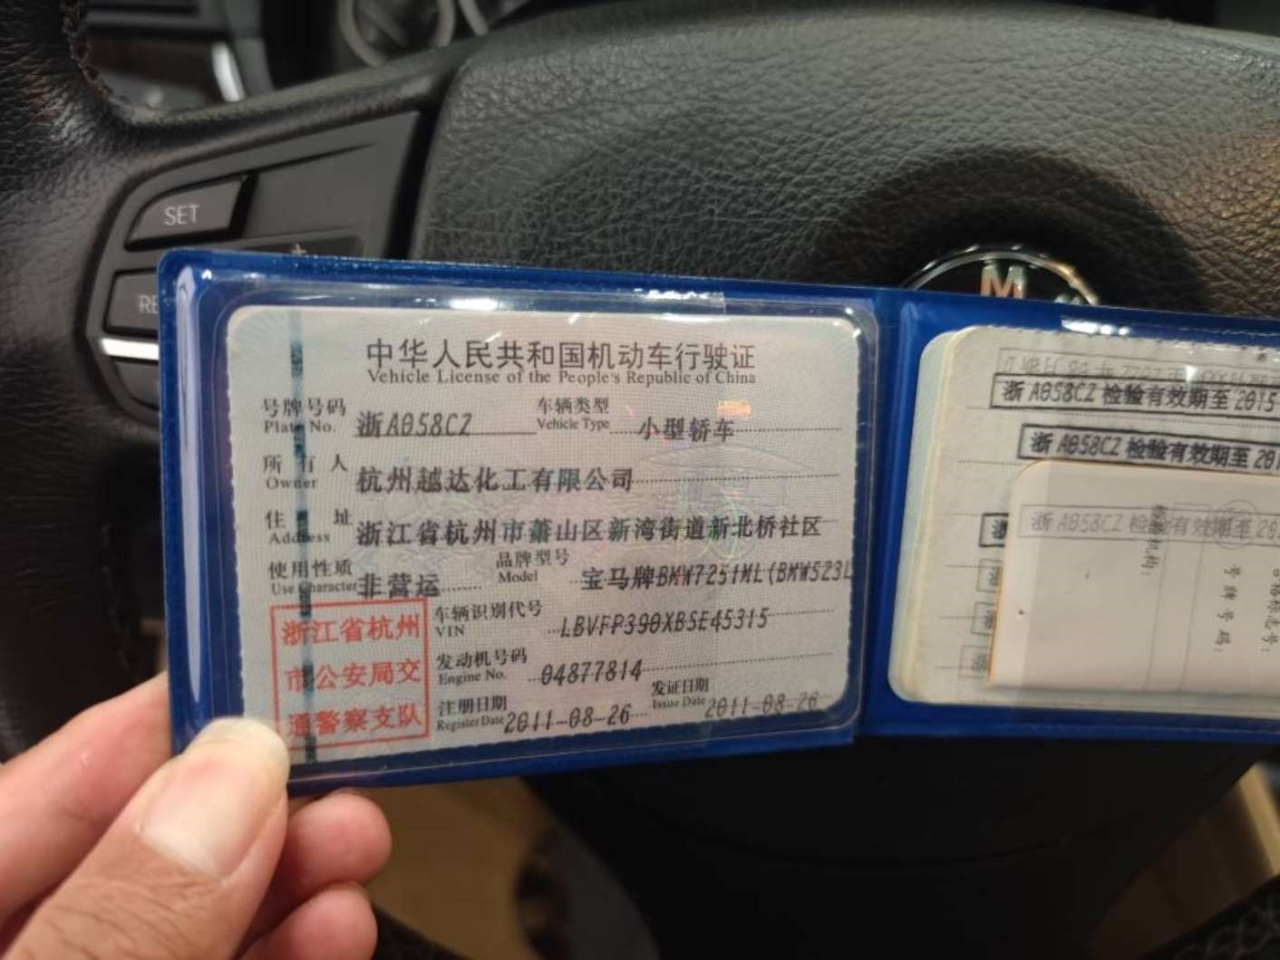 SET
M
中华人民共和国机动车行驶证
Vehicle License of the People's Republic of China
号牌号码 浙A058CZ 车辆类型 小型轿车
Plate No. Vehicle Type
所有人 杭州越达化工有限公司
Owner
住址 浙江省杭州市萧山区新湾街道新北桥社区
Address
使用性质 非营运 品牌型号 宝马牌BMW7251ML(BMW523L
Use Character Model
浙江省杭州
市公安局交
通警察支队
车辆识别代号 LBVFP390XBSE45315
VIN
发动机号码 04877814
Engine No.
注册日期 2011-08-26 发证日期 2011-08-26
Register Date Issue Date
浙A058CZ 检验有效期至 2015
浙A058CZ 检验有效期至 201
浙A058CZ 检 有效期至 20
号牌号码: